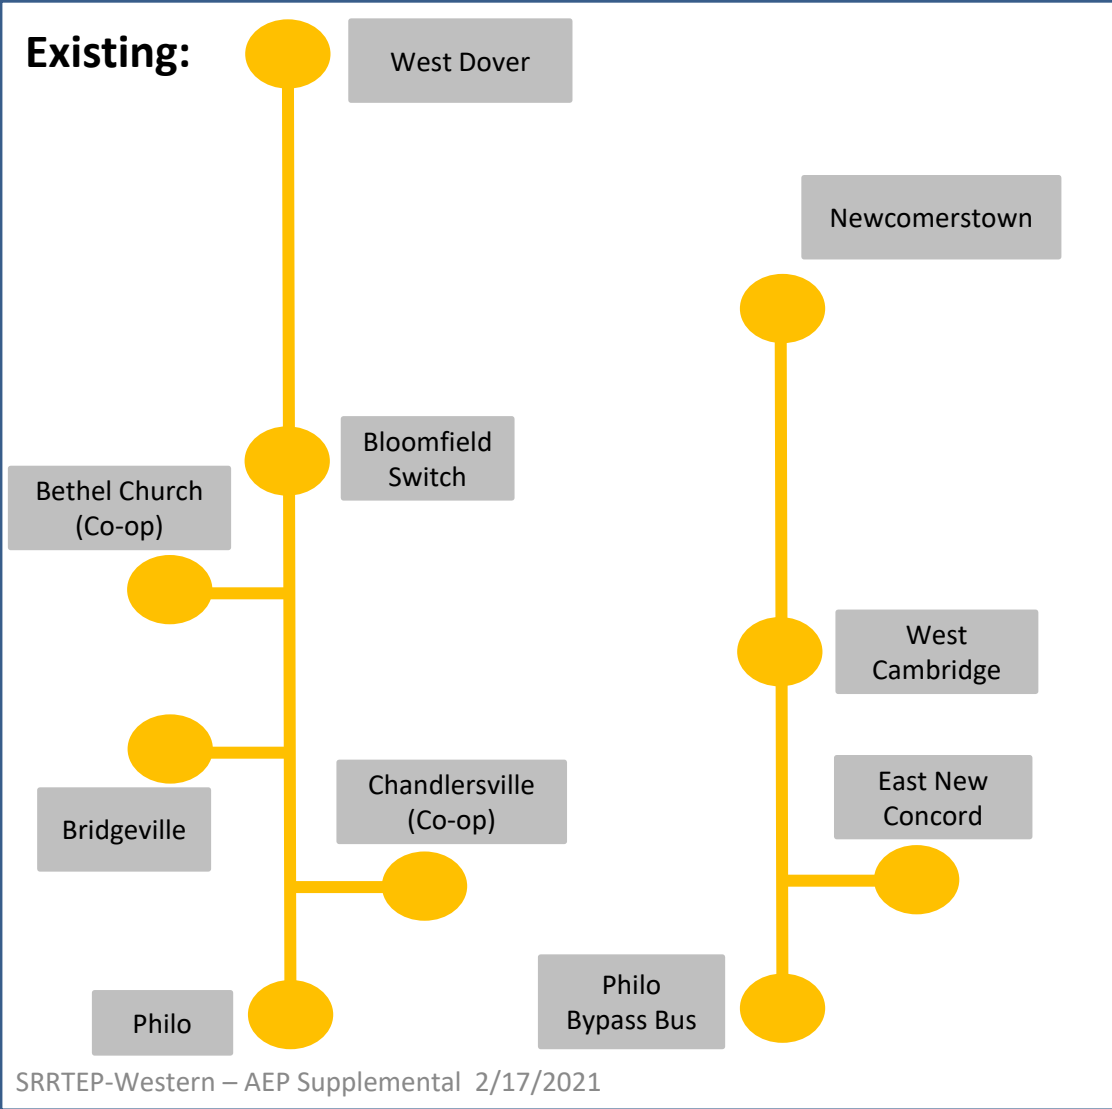 Existing:
West Dover
Newcomerstown
Bloomfield
Switch
Bethel Church
(Co-op)
West
Cambridge
Chandlersville
(Co-op)
East New
Concord
Bridgeville
Philo
Bypass Bus
Philo
SRRTEP-Western – AEP Supplemental 2/17/2021